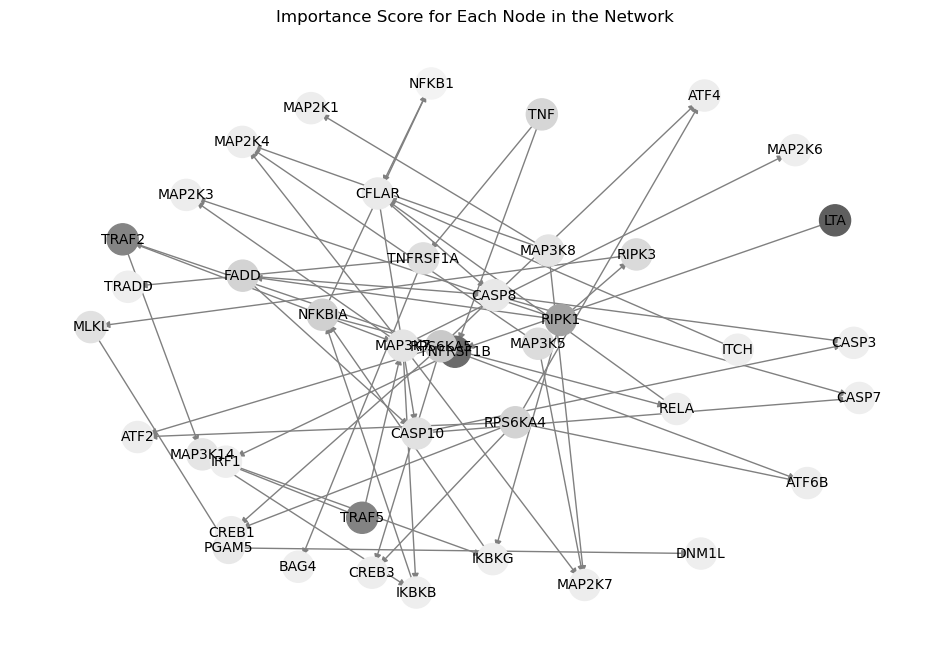 Importance Score for Each Node in the Network
NFKB1
ATF4
MAP2K1
TNF
MAP2K4
MAP2K6
CFLAR
MAP2K3
LTA
TRAF2
MAP3K8
RIPK3
TNFRSF1A
FADD
TRADD
CASP8
NFKBIA
RIPK1
MLKL
CASP3
MAP3K5
MAP3K7
RPS6KA5
ITCH
TNFRSF1B
CASP7
RELA
RPS6KA4
CASP10
ATF2
MAP3K14
IRF1
ATF6B
TRAF5
CREB1
PGAM5
DNM1L
IKBKG
BAG4
CREB3
MAP2K7
IKBKB